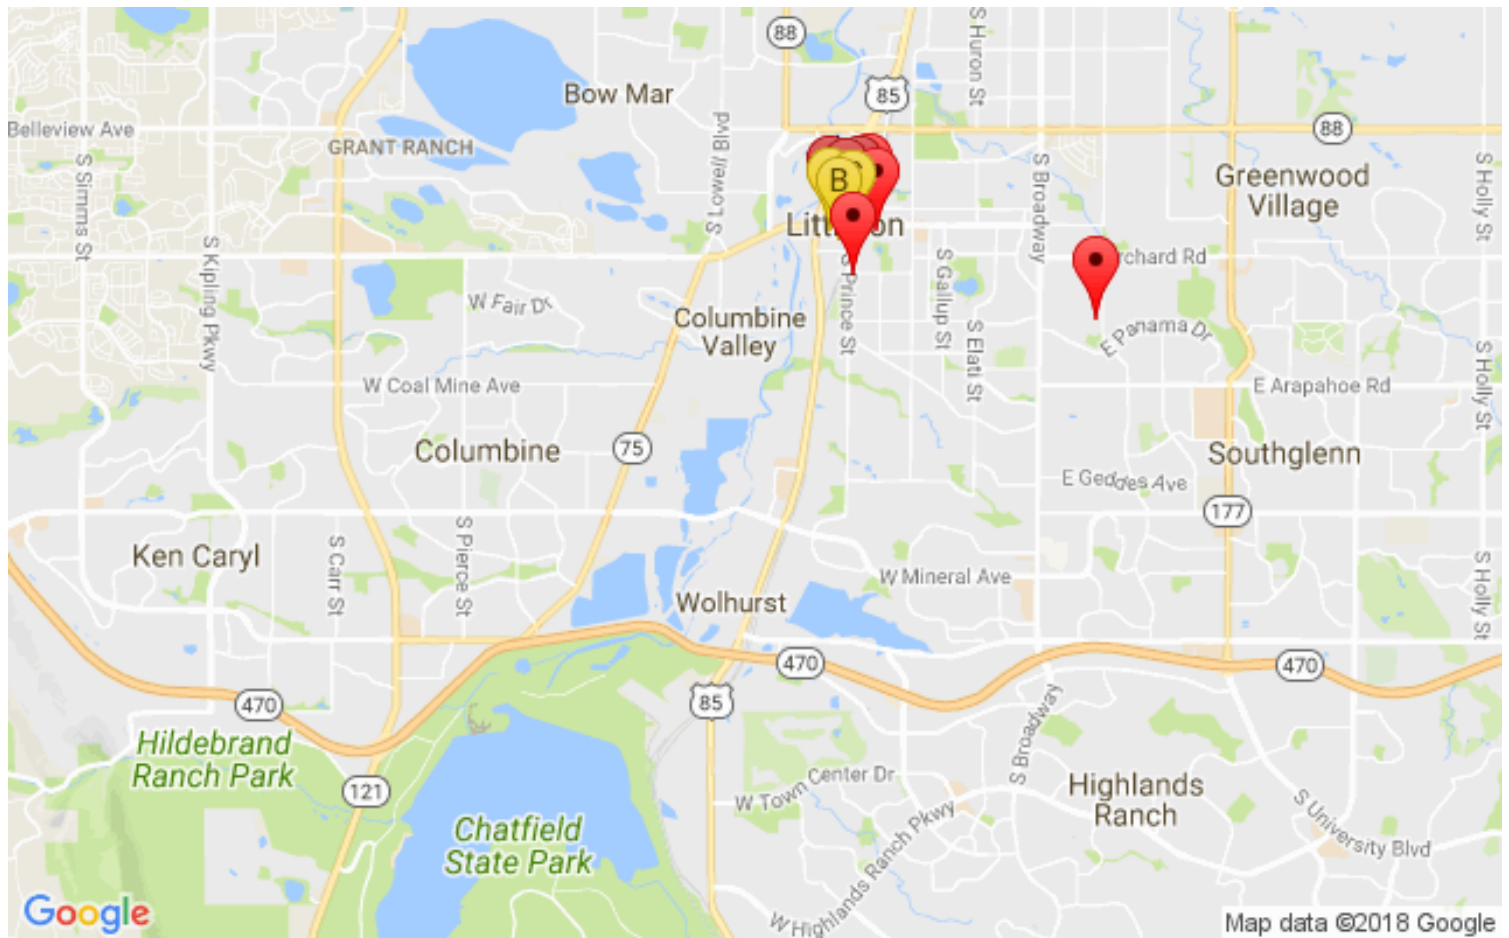 88
S Huron St
Bow Mar
85
Belleview Ave
GRANT RANCH
S Lowell Blvd
88
S Simms St
S Broadway
S Holly St
Greenwood
Village
B
S Kipling Pkwy
S Prince St
S Gallup St
W Fair Dr
Columbine
Valley
S Elati St
E Panama Dr
S Holly St
W Coal Mine Ave
E Arapahoe Rd
Columbine
75
Southglenn
E Geddes Ave
177
Ken Caryl
S Carr St
S Pierce St
W Mineral Ave
S Holly St
Wolhurst
470
470
470
85
S Broadway
Hildebrand
Ranch Park
121
W Town Center Dr
Highlands
Ranch
S University Blvd
Chatfield
State Park
W Highlands Ranch Pkwy
Google
Map data ©2018 Google